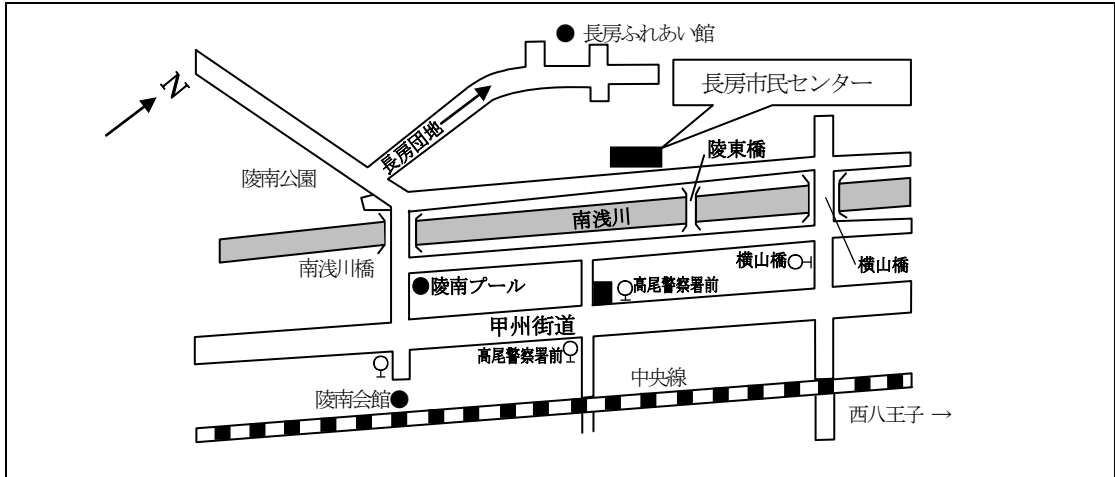 長房ふれあい館
N
長房市民センター
長房団地
陵東橋
陵南公園
南浅川
南浅川橋
横山橋
横山橋
陵南プール
高尾警察署前
甲州街道
高尾警察署前
中央線
陵南会館
西八王子 →